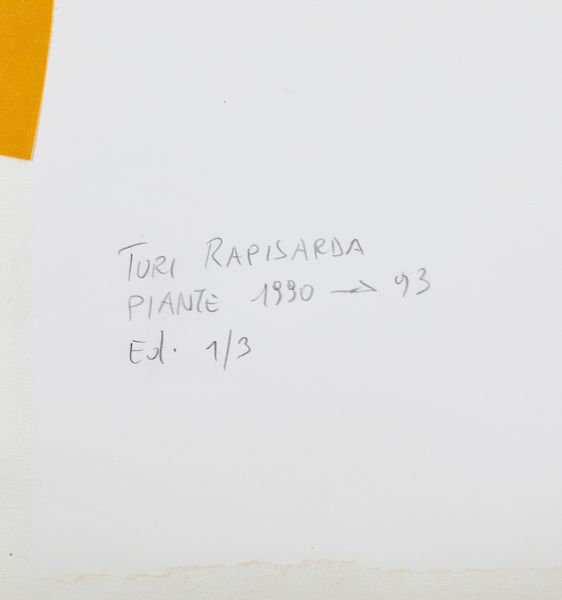 TURI RAPISARDA
PIANTE 1990 → 93
Ed. 1/3